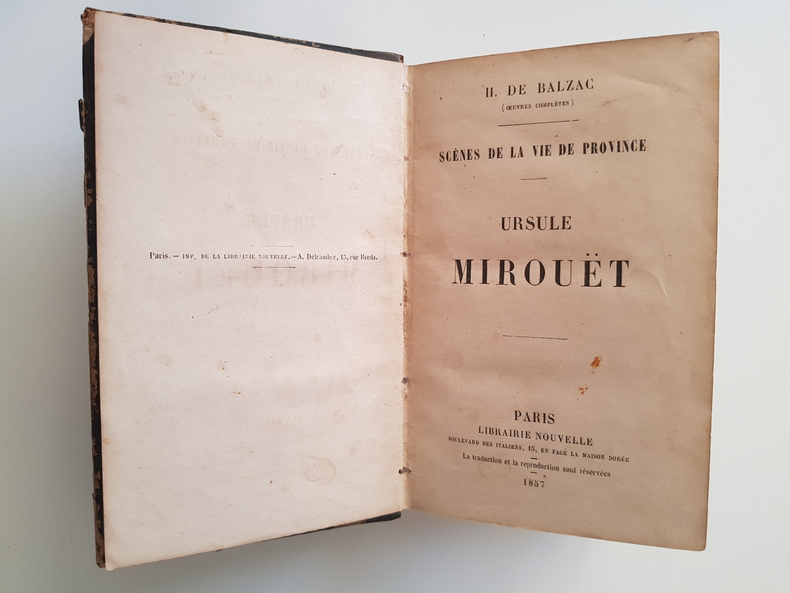 Paris. — IMP. DE LA LIBRAIRIE NOUVELLE. — A. Delcambre, 15, rue Breda.
H. DE BALZAC
( ŒUVRES COMPLÈTES )
SCÈNES DE LA VIE DE PROVINCE
URSULE
MIROUËT
PARIS
LIBRAIRIE NOUVELLE
BOULEVARD DES ITALIENS, 15, EN FACE LA MAISON DORÉE
La traduction et la reproduction sont réservées
1857